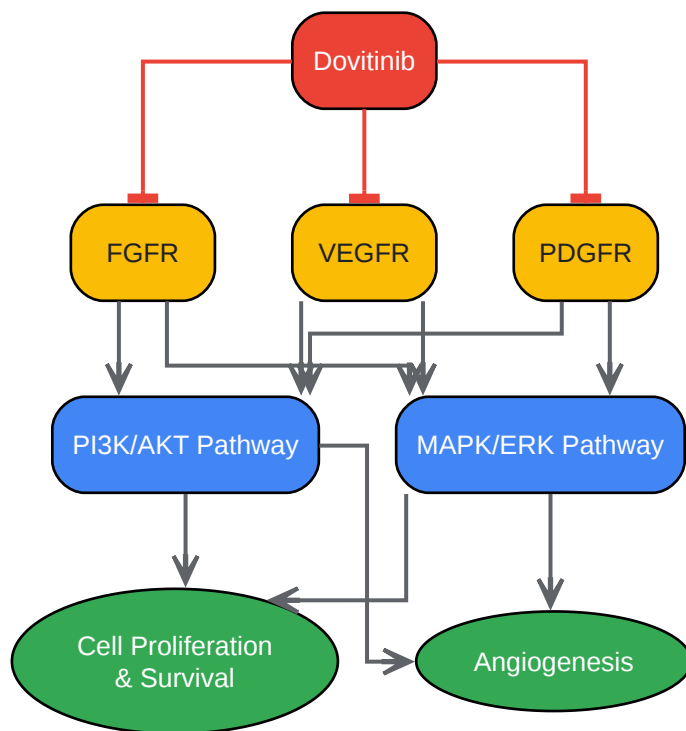 Dovitinib
FGFR
VEGFR
PDGFR
PI3K/AKT Pathway
MAPK/ERK Pathway
Cell Proliferation
& Survival
Angiogenesis